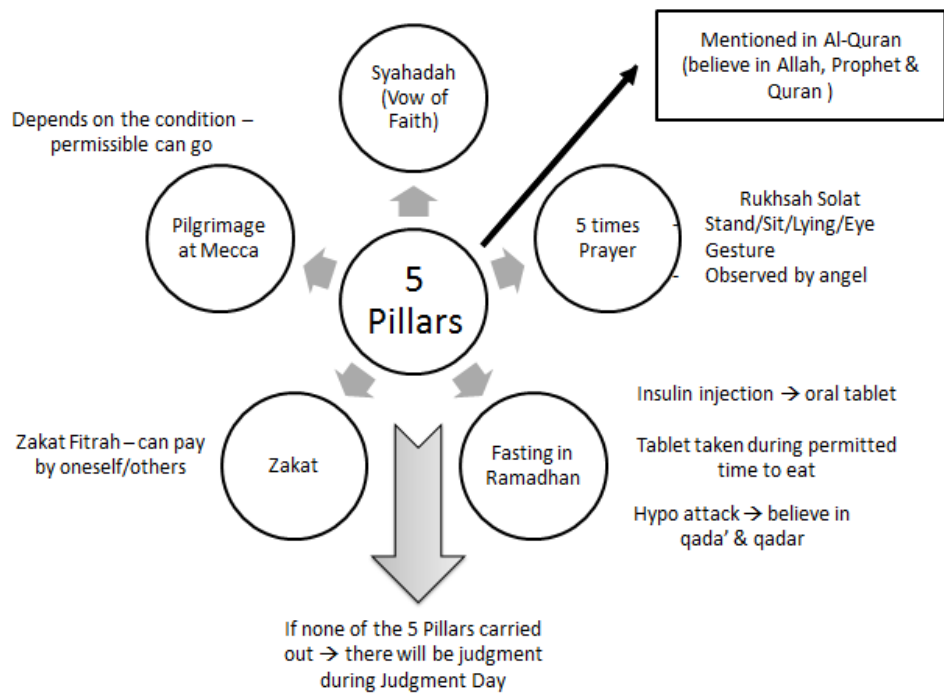 Mentioned in Al-Quran
(believe in Allah, Prophet &
Quran )
Syahadah
(Vow of
Faith)
Depends on the condition –
permissible can go
Pilgrimage
at Mecca
5 times
Prayer
Rukhsah Solat
- Stand/Sit/Lying/Eye
Gesture
- Observed by angel
5
Pillars
Insulin injection → oral tablet
Tablet taken during permitted
time to eat
Hypo attack → believe in
qada’ & qadar
Zakat Fitrah – can pay
by oneself/others
Zakat
Fasting in
Ramadhan
If none of the 5 Pillars carried
out → there will be judgment
during Judgment Day